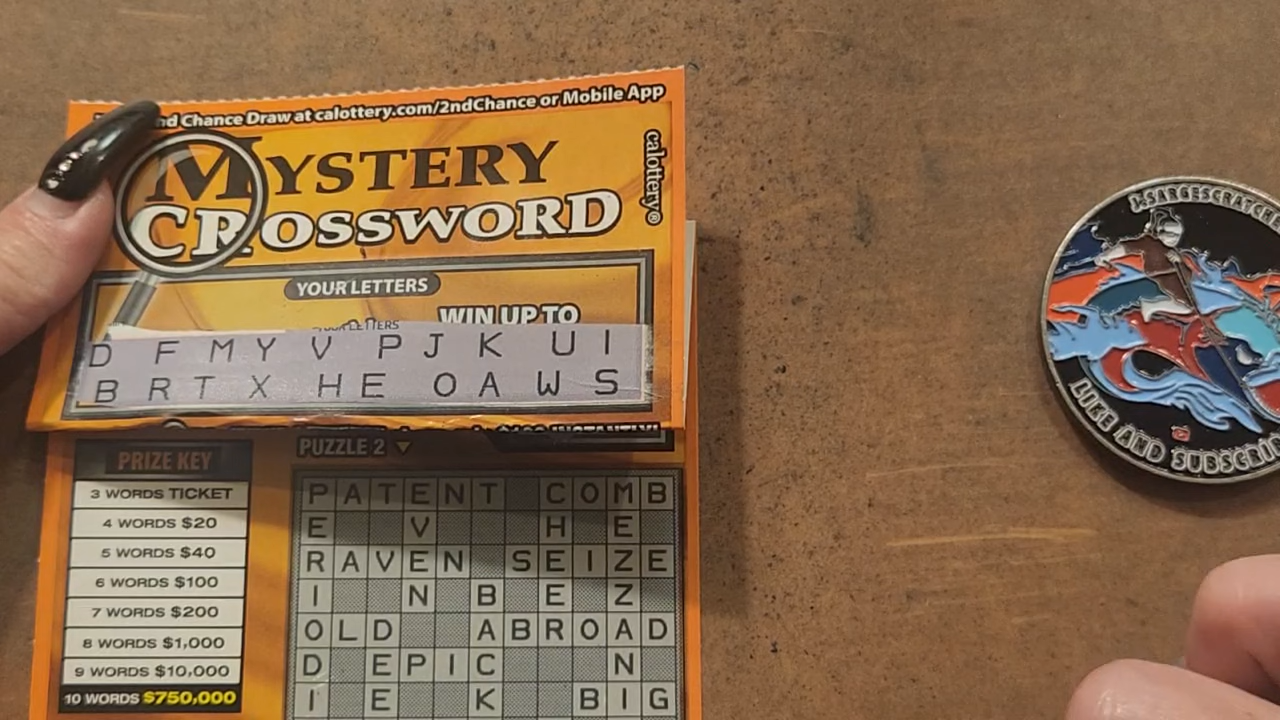 nd Chance Draw at calottery.com/2ndChance or Mobile App
MYSTERY
CROSSWORD
calottery®
YOUR LETTERS
WIN UP TO
D F M Y V P J K U I
B R T X H E O A W S
PRIZE KEY
3 WORDS TICKET
4 WORDS $20
5 WORDS $40
6 WORDS $100
7 WORDS $200
8 WORDS $1,000
9 WORDS $10,000
10 WORDS $750,000
PUZZLE 2
PATENT COMB
E V H E
RAVEN SEIZE
I N B E Z
OLD ABROAD
D EPIC N
I E K BIG
J-SARGESCRATCH
LIKE AND SUBSCRIB